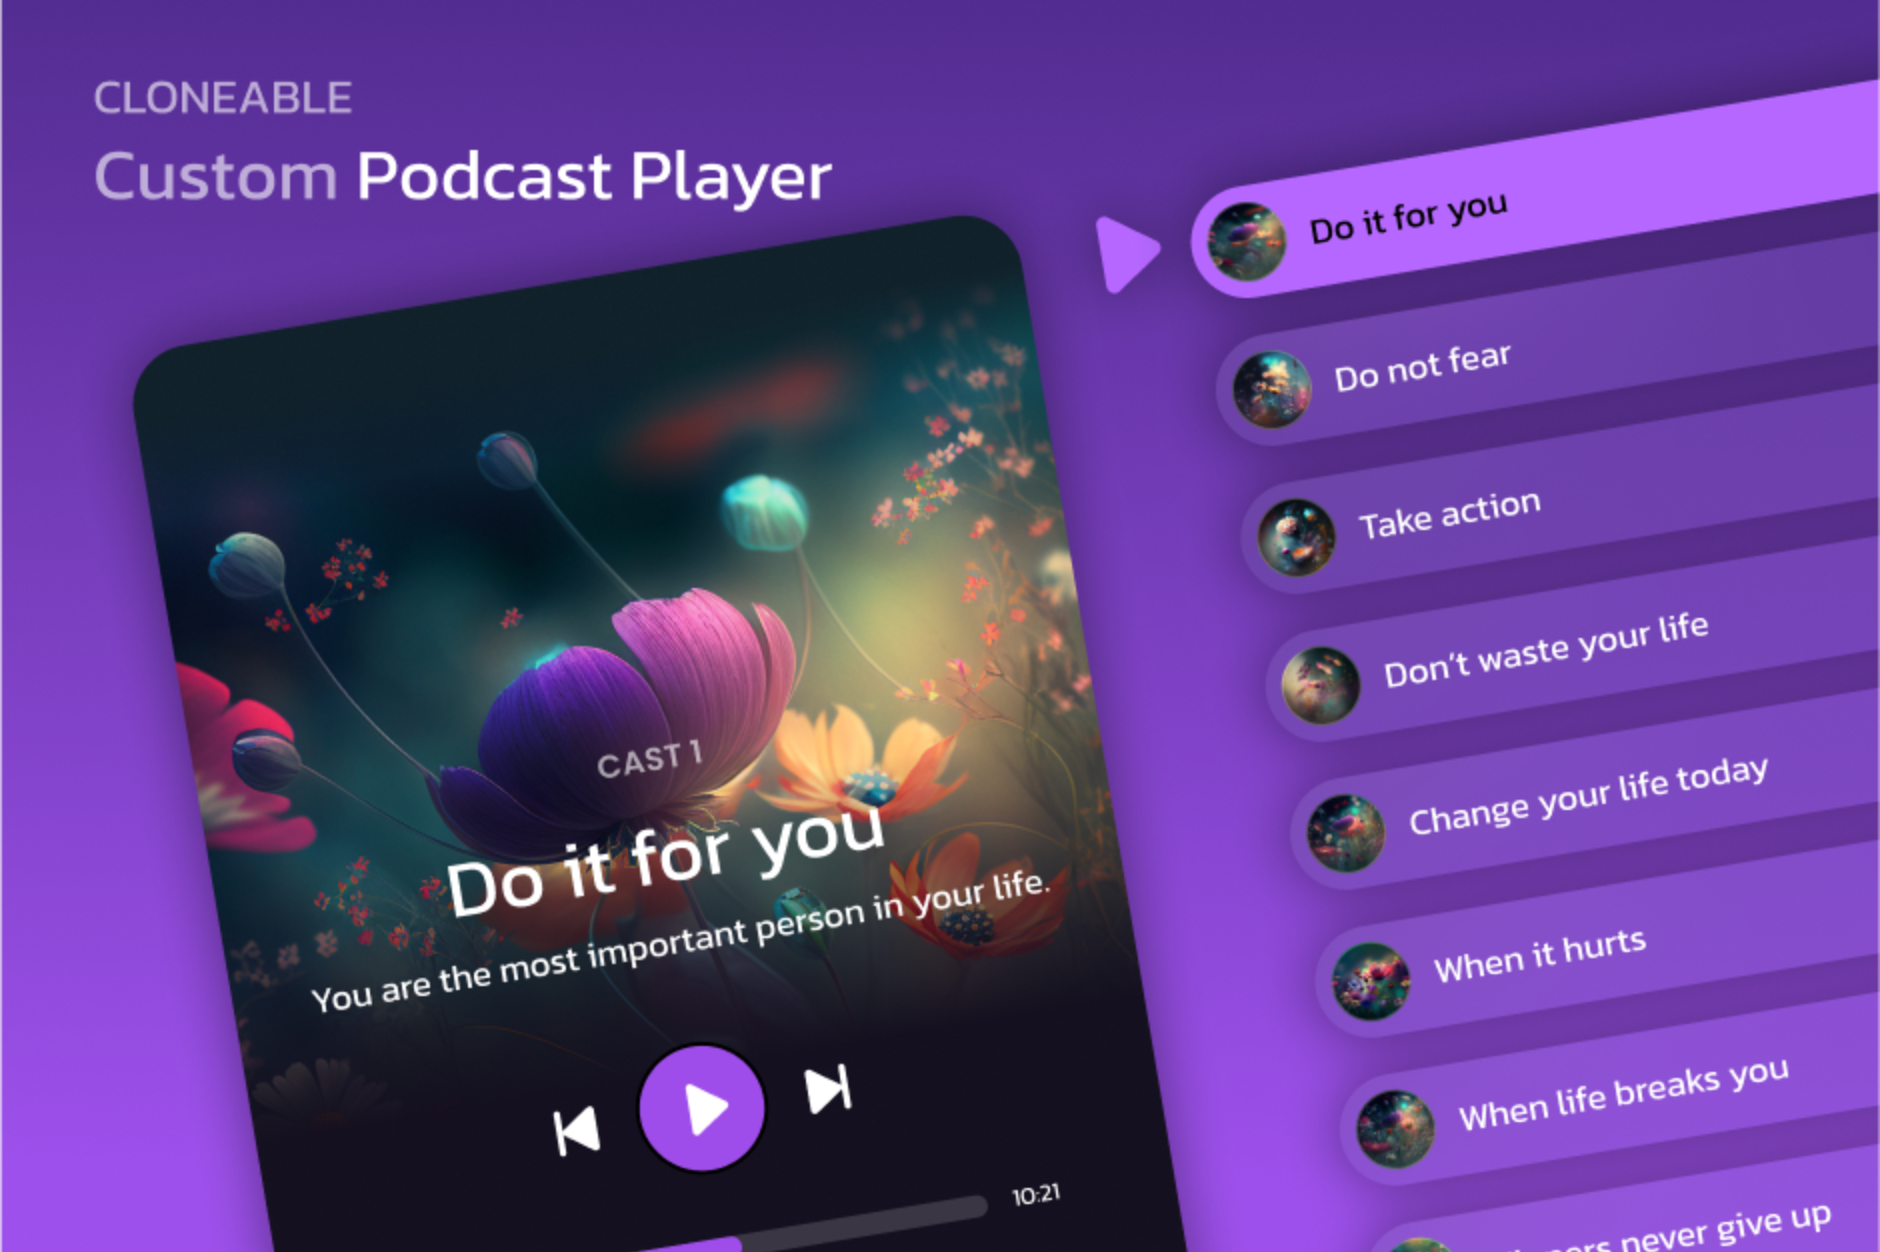 CLONEABLE
Custom Podcast Player
CAST 1
Do it for you
You are the most important person in your life.
10:21
Do it for you
Do not fear
Take action
Don’t waste your life
Change your life today
When it hurts
When life breaks you
never give up